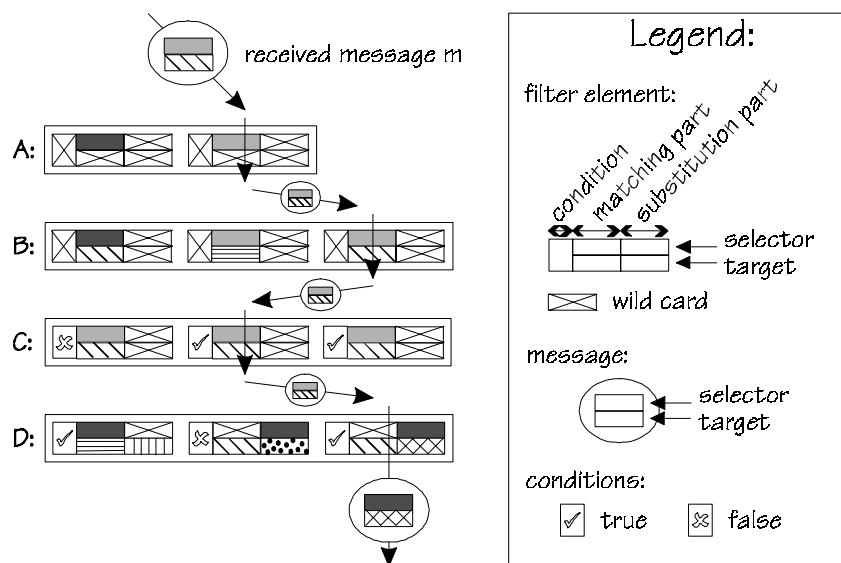 received message m
A:
B:
C:
D:
Legend:
filter element:
condition
matching part
substitution part
selector
target
wild card
message:
selector
target
conditions:
true
false